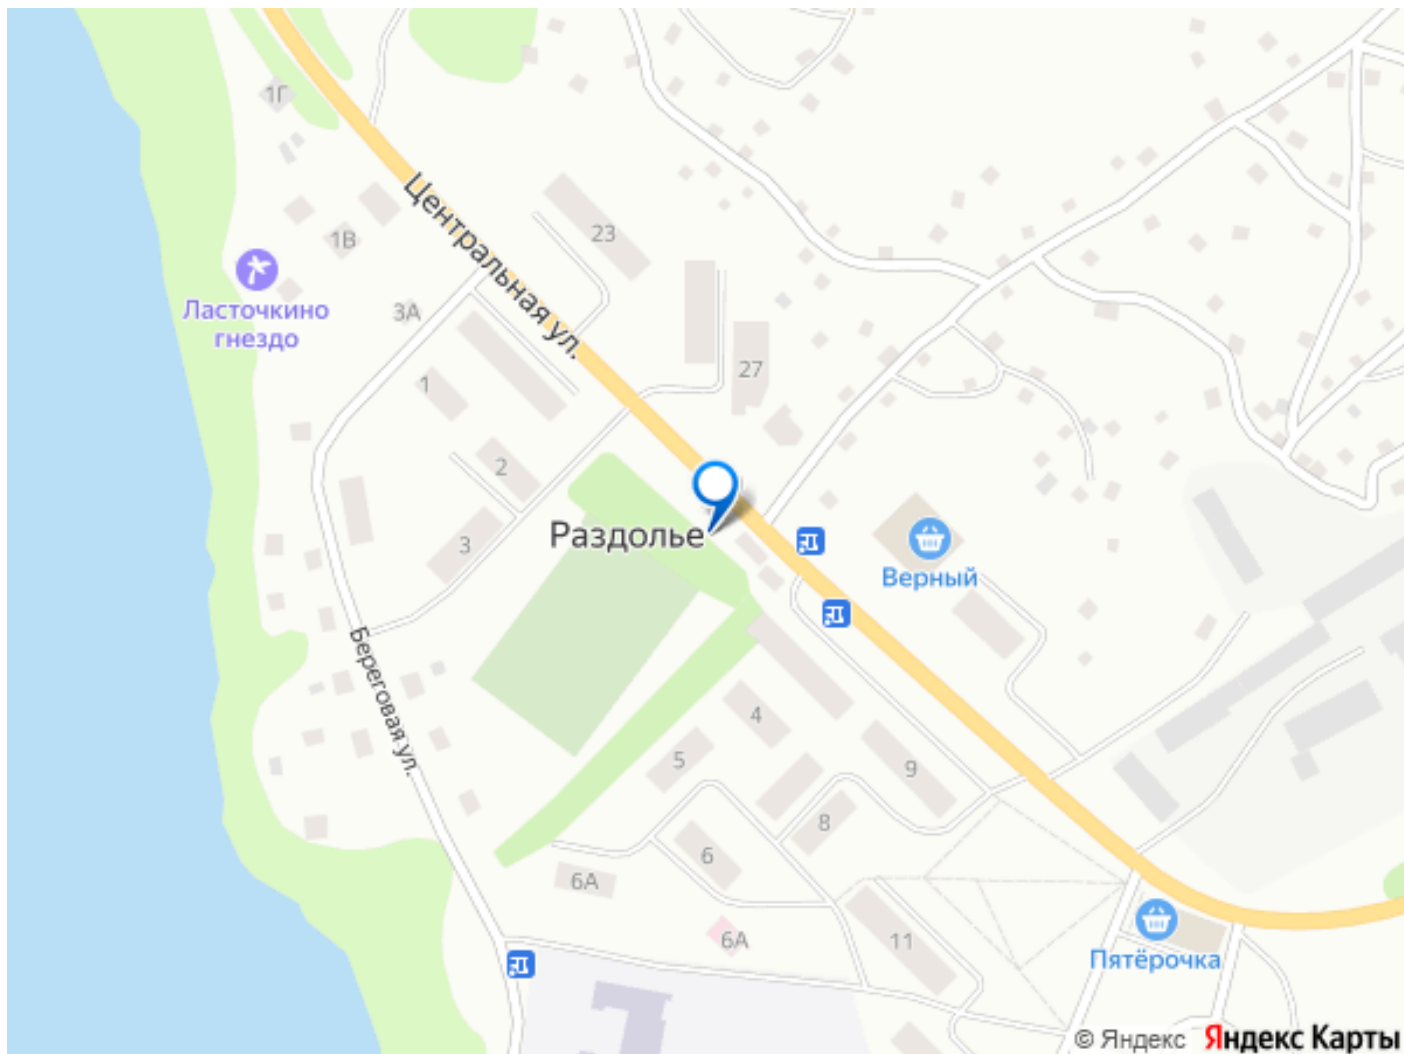 1Г
Центральная ул.
23
1В
Ласточкино
гнездо
3А
27
1
2
Раздолье
3
Верный
Береговая ул.
4
5
9
8
6
6А
6А
11
Пятёрочка
© Яндекс Яндекс Карты